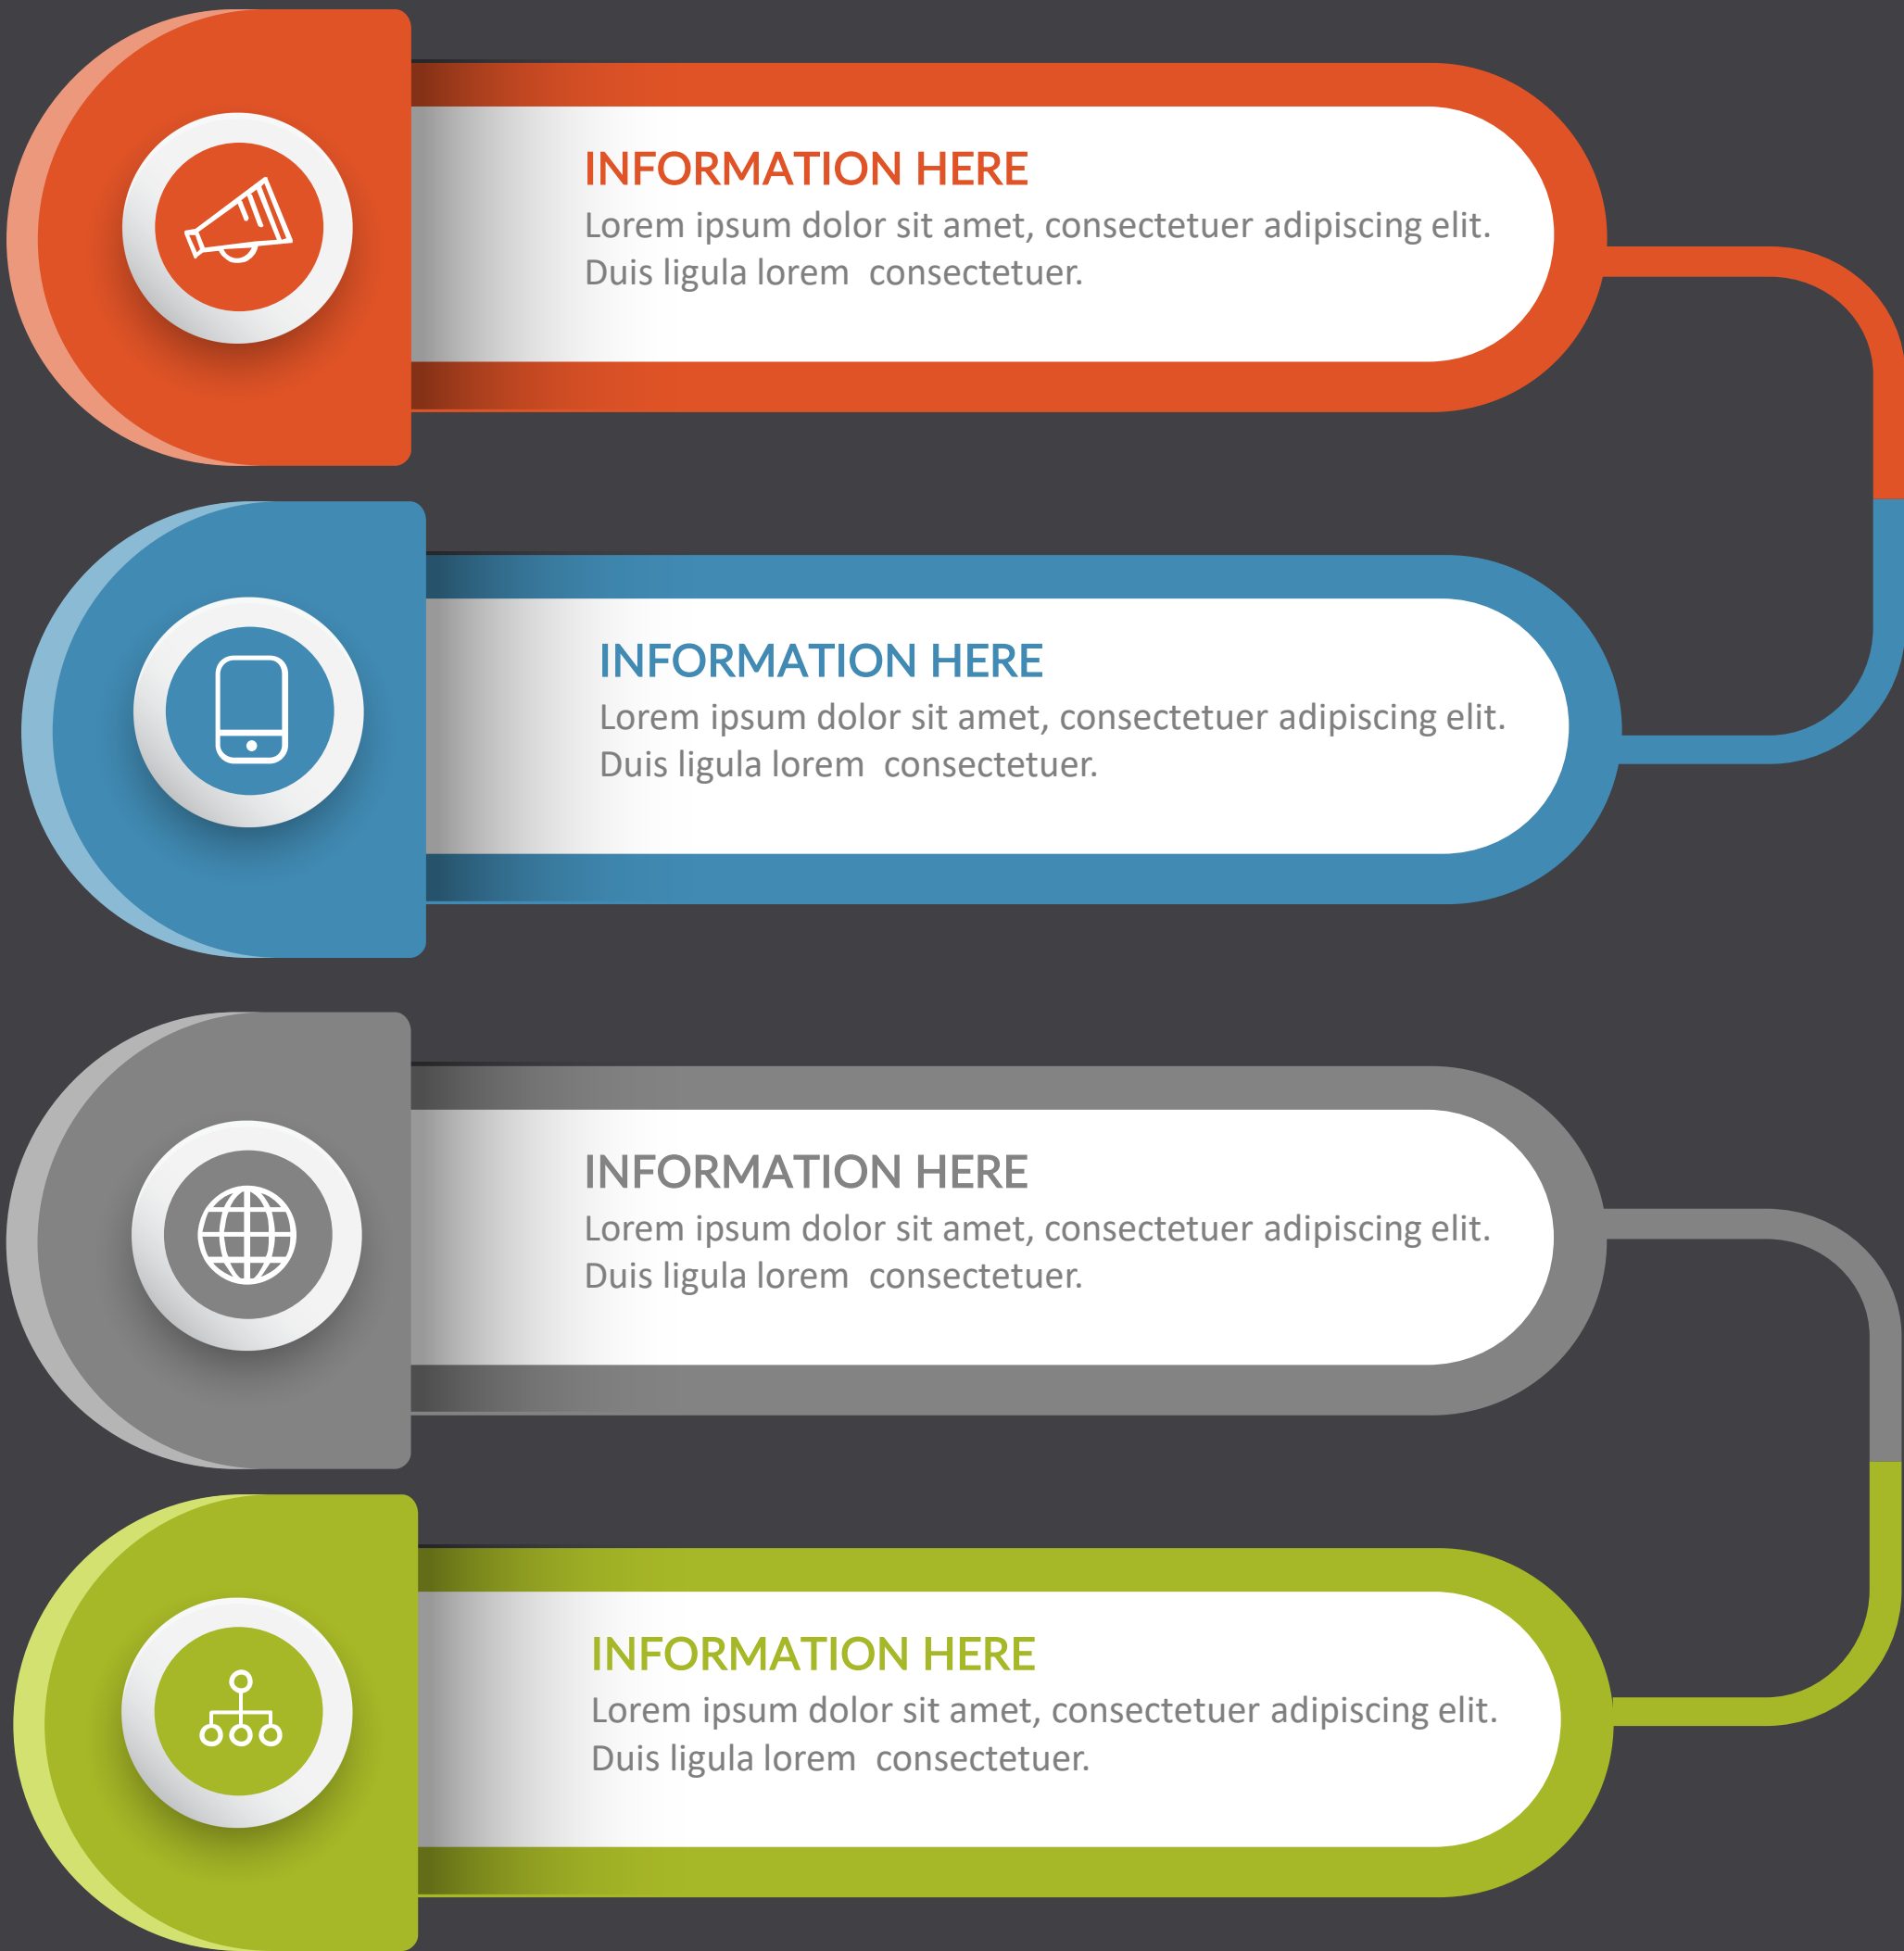 INFORMATION HERE
Lorem ipsum dolor sit amet, consectetuer adipiscing elit.
Duis ligula lorem  consectetuer.
INFORMATION HERE
Lorem ipsum dolor sit amet, consectetuer adipiscing elit.
Duis ligula lorem  consectetuer.
INFORMATION HERE
Lorem ipsum dolor sit amet, consectetuer adipiscing elit.
Duis ligula lorem  consectetuer.
INFORMATION HERE
Lorem ipsum dolor sit amet, consectetuer adipiscing elit.
Duis ligula lorem  consectetuer.